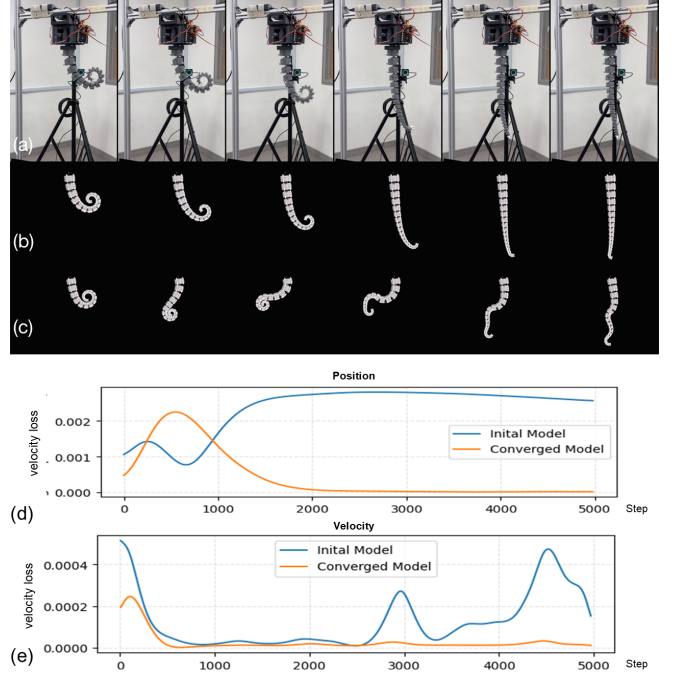 (a)
(b)
(c)
Position
velocity loss
0.002
0.001
0.000
Inital Model
Converged Model
0
1000
2000
3000
4000
5000
Step
(d)
Velocity
velocity loss
0.0004
0.0002
0.0000
Inital Model
Converged Model
0
1000
2000
3000
4000
5000
Step
(e)